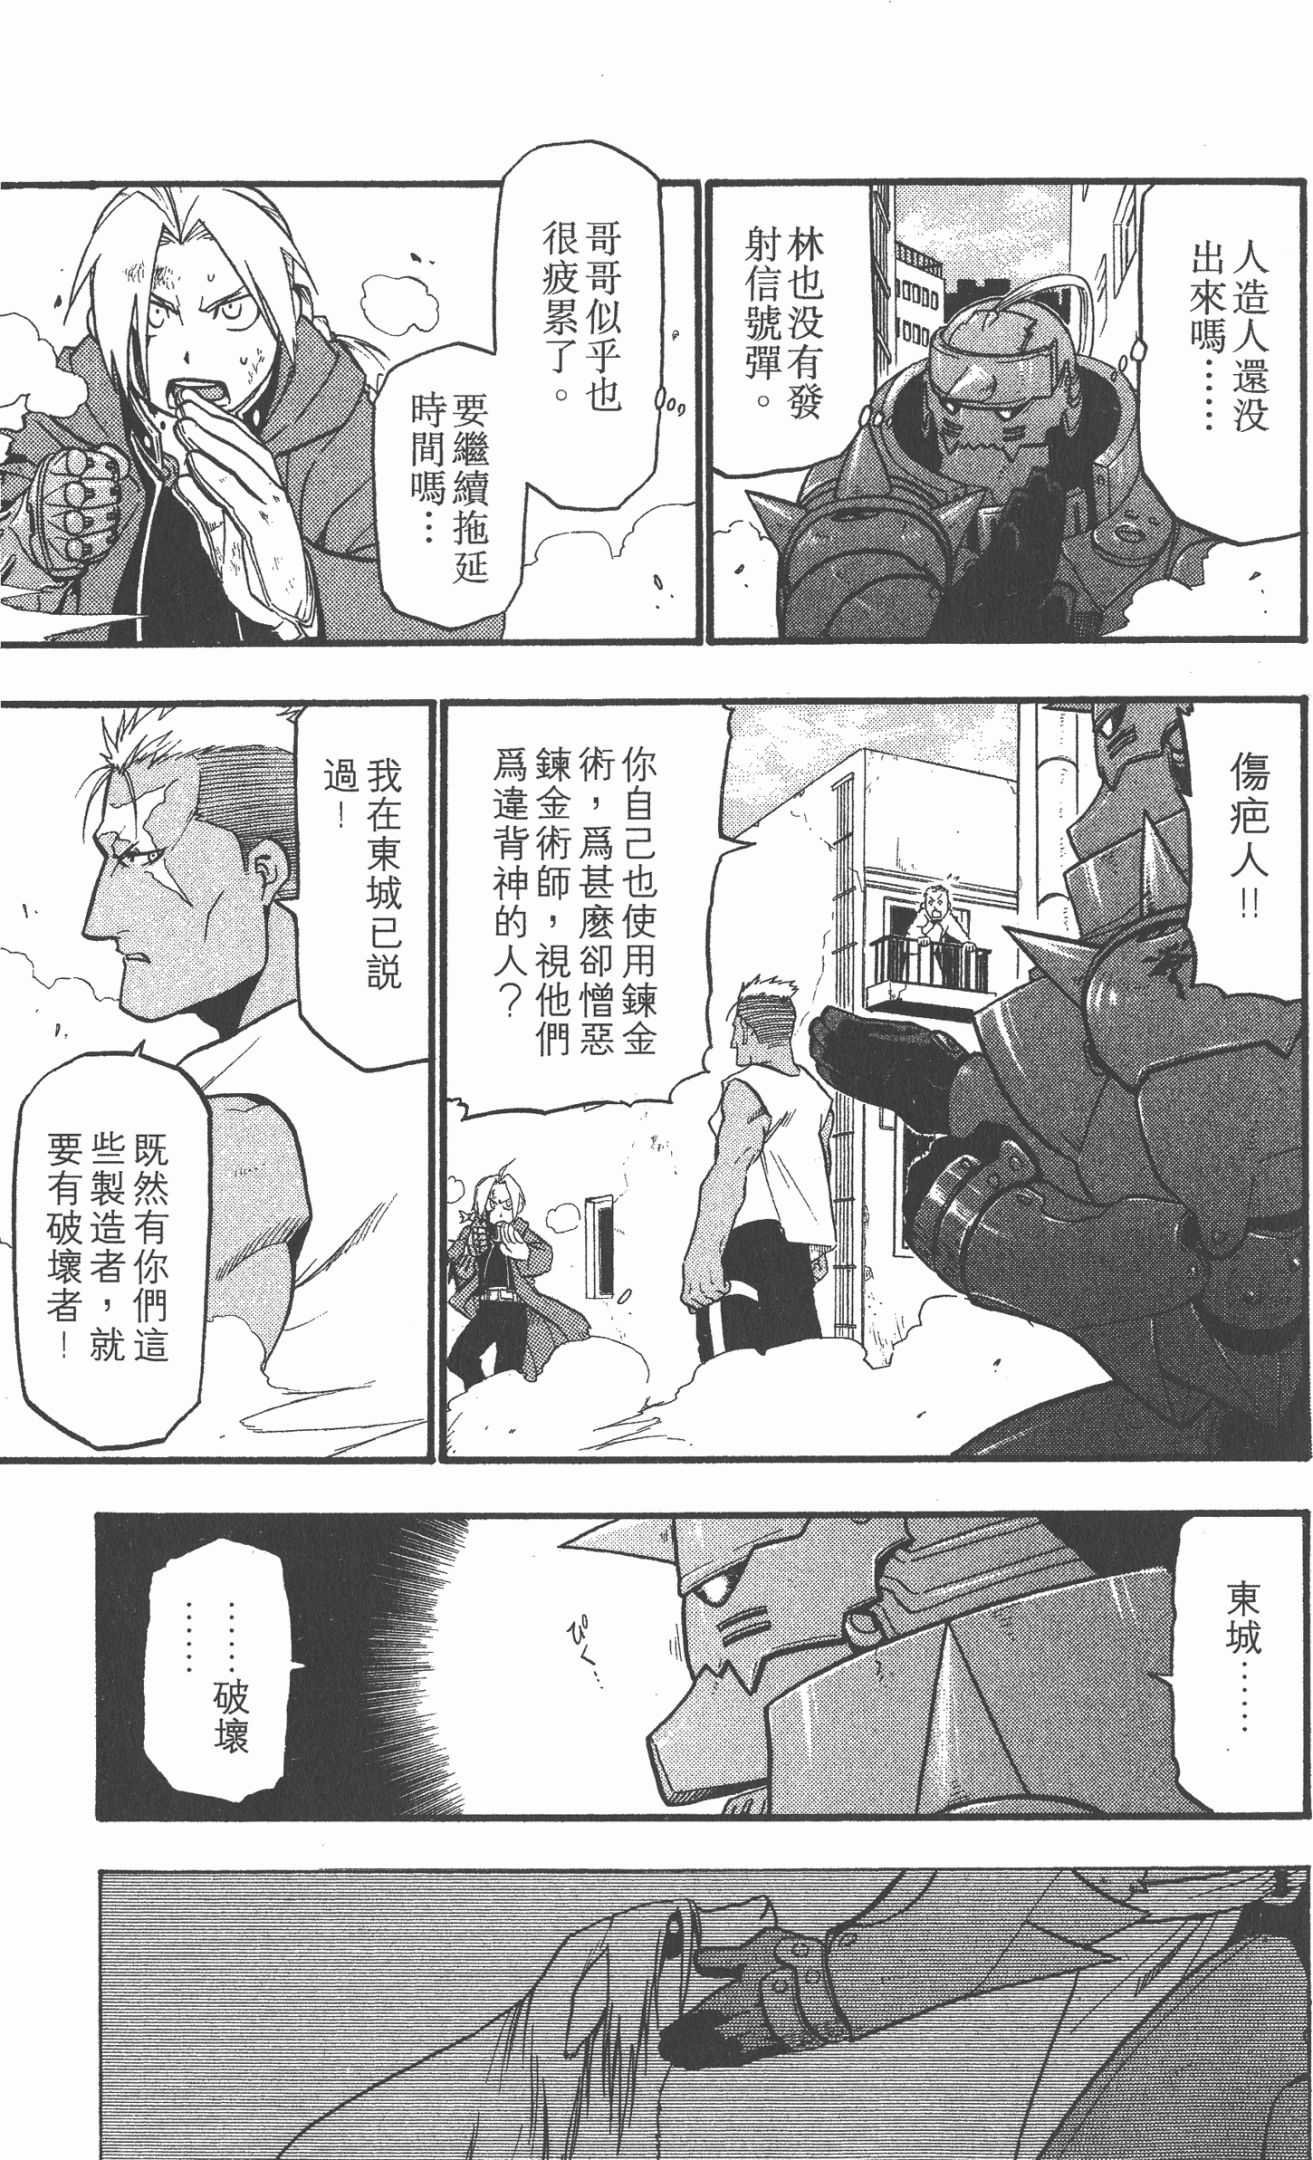 人造人還没
出來嗎……
林也没有發
射信號彈。
哥哥似乎也
很疲累了。
要繼續拖延
時間嗎…
傷疤人!!
你自己也使用鍊金
術，爲甚麽卻憎惡
鍊金術師，視他們
爲違背神的人？
我在東城已説
過！
既然有你們這
些製造者，就
要有破壞者！
東城……
ぴく…
……破壞
……